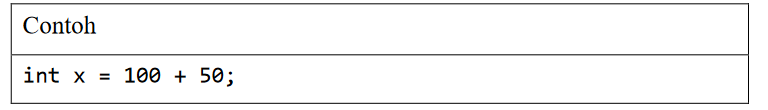 Contoh
int x = 100 + 50;